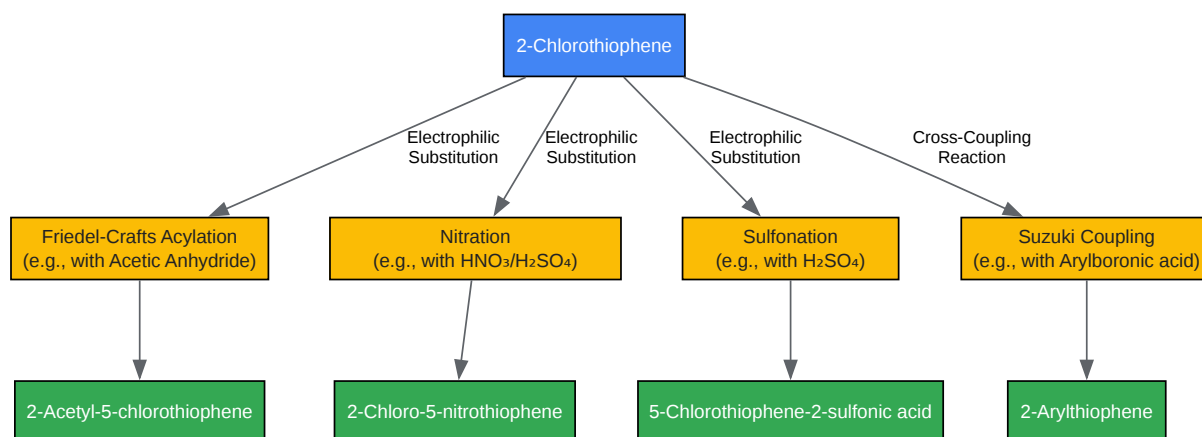 2-Chlorothiophene
Electrophilic
Substitution
Electrophilic
Substitution
Electrophilic
Substitution
Cross-Coupling
Reaction
Friedel-Crafts Acylation
(e.g., with Acetic Anhydride)
Nitration
(e.g., with HNO₃/H₂SO₄)
Sulfonation
(e.g., with H₂SO₄)
Suzuki Coupling
(e.g., with Arylboronic acid)
2-Acetyl-5-chlorothiophene
2-Chloro-5-nitrothiophene
5-Chlorothiophene-2-sulfonic acid
2-Arylthiophene